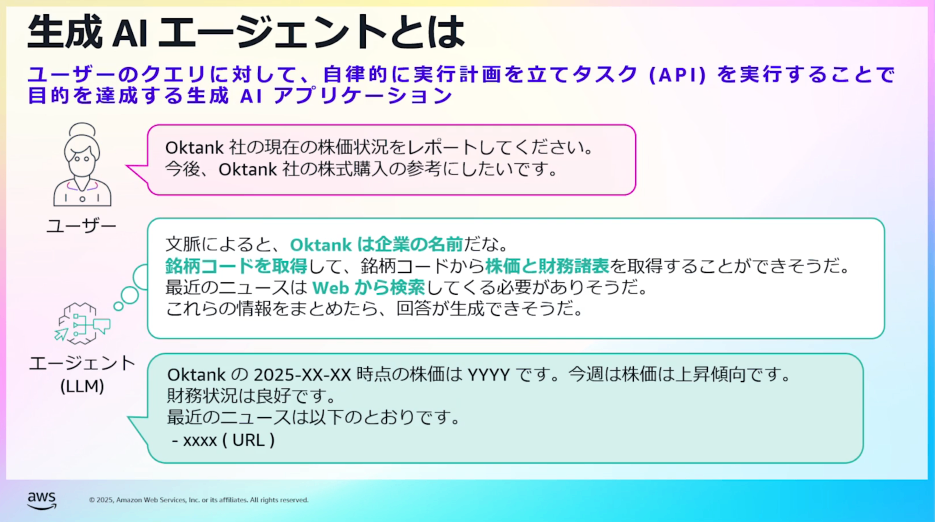 生成 AI エージェントとは
ユーザーのクエリに対して、自律的に実行計画を立てタスク (API) を実行することで
目的を達成する生成 AI アプリケーション
Oktank 社の現在の株価状況をレポートしてください。
今後、Oktank 社の株式購入の参考にしたいです。
ユーザー
文脈によると、Oktank は企業の名前だな。
銘柄コードを取得して、銘柄コードから株価と財務諸表を取得することができそうだ。
最近のニュースは Web から検索してくる必要がありそうだ。
これらの情報をまとめたら、回答が生成できそうだ。
エージェント
(LLM)
Oktank の 2025-XX-XX 時点の株価は YYYY です。今週は株価は上昇傾向です。
財務状況は良好です。
最近のニュースは以下のとおりです。
- xxxx ( URL )
aws
© 2025, Amazon Web Services, Inc. or its affiliates. All rights reserved.